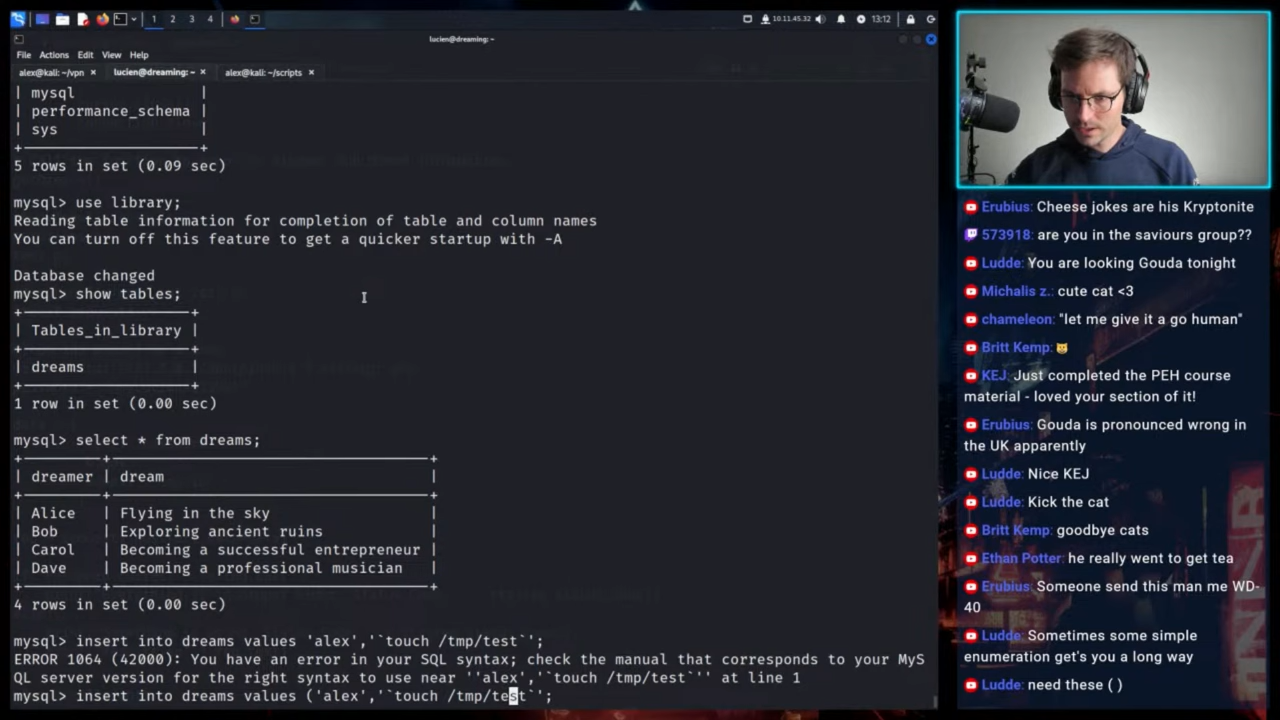 1 2 3 4
10.11.45.32
13:12
lucien@dreaming: ~
File Actions Edit View Help
alex@kali: ~/vpn × lucien@dreaming: ~ × alex@kali: ~/scripts ×
| mysql |
| performance_schema |
| sys |
+--------------------+
5 rows in set (0.09 sec)
mysql> use library;
Reading table information for completion of table and column names
You can turn off this feature to get a quicker startup with -A
Database changed
mysql> show tables;
+-------------------+
| Tables_in_library |
+-------------------+
| dreams |
+-------------------+
1 row in set (0.00 sec)
mysql> select * from dreams;
+---------+------------------------------------+
| dreamer | dream |
+---------+------------------------------------+
| Alice | Flying in the sky |
| Bob | Exploring ancient ruins |
| Carol | Becoming a successful entrepreneur |
| Dave | Becoming a professional musician |
+---------+------------------------------------+
4 rows in set (0.00 sec)
mysql> insert into dreams values 'alex','`touch /tmp/test`';
ERROR 1064 (42000): You have an error in your SQL syntax; check the manual that corresponds to your MyS
QL server version for the right syntax to use near ''alex','`touch /tmp/test`'' at line 1
mysql> insert into dreams values ('alex','`touch /tmp/test`';
Erubius: Cheese jokes are his Kryptonite
573918: are you in the saviours group??
Ludde: You are looking Gouda tonight
Michalis z.: cute cat <3
chameleon: "let me give it a go human"
Britt Kemp: 🐱
KEJ: Just completed the PEH course
material - loved your section of it!
Erubius: Gouda is pronounced wrong in
the UK apparently
Ludde: Nice KEJ
Ludde: Kick the cat
Britt Kemp: goodbye cats
Ethan Potter: he really went to get tea
Erubius: Someone send this man me WD-
40
Ludde: Sometimes some simple
enumeration get's you a long way
Ludde: need these ( )